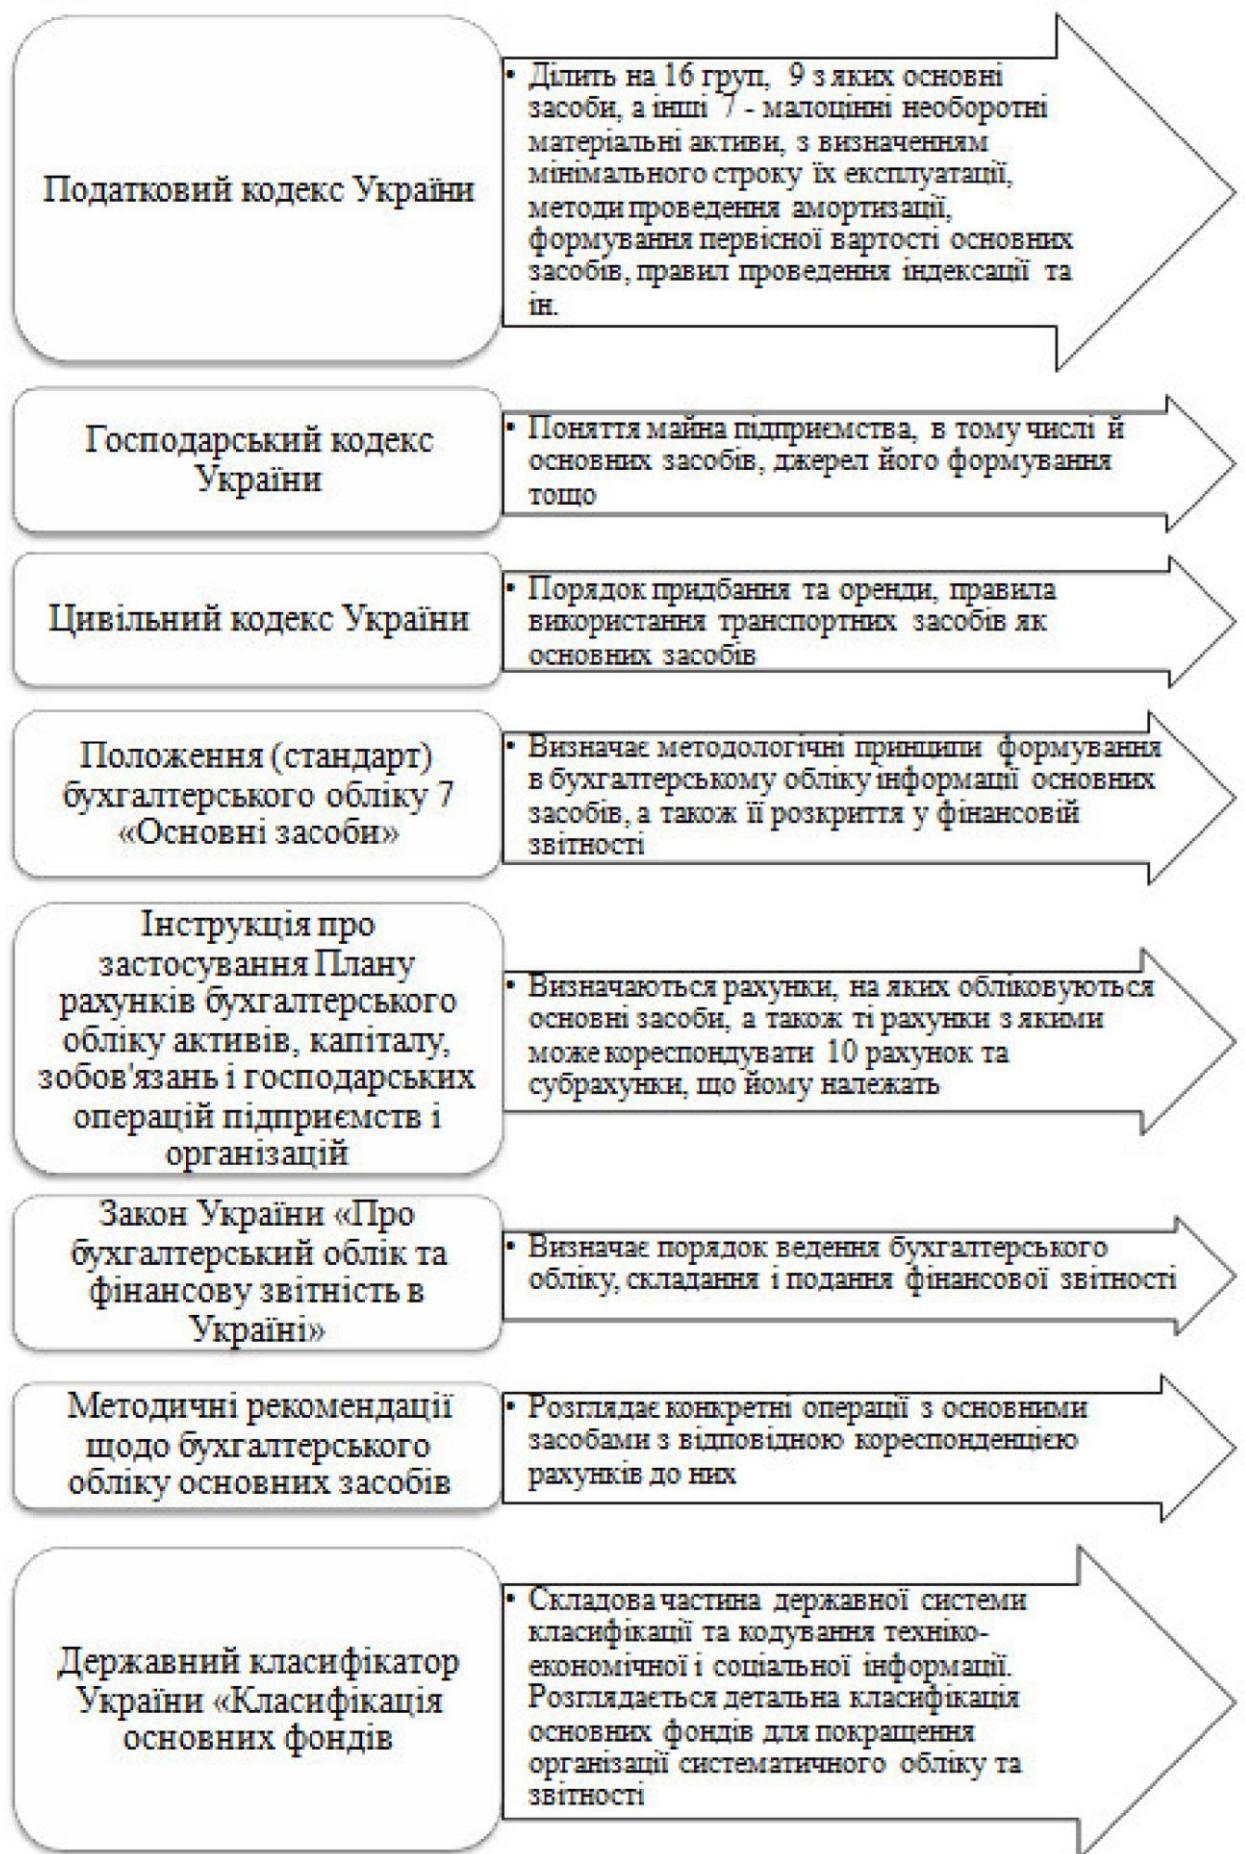 Податковий кодекс України
• Ділить на 16 груп, 9 з яких основні
засоби, а інші 7 - малоцінні необоротні
матеріальні активи, з визначенням
мінімального строку їх експлуатації,
методи проведення амортизації,
формування первісної вартості основних
засобів, правил проведення індексації та
ін.
Господарський кодекс
України
• Поняття майна підприємства, в тому числі й
основних засобів, джерел його формування
тощо
Цивільний кодекс України
• Порядок придбання та оренди, правила
використання транспортних засобів як
основних засобів
Положення (стандарт)
бухгалтерського обліку 7
«Основні засоби»
• Визначає методологічні принципи формування
в бухгалтерському обліку інформації основних
засобів, а також її розкриття у фінансовій
звітності
Інструкція про
застосування Плану
рахунків бухгалтерського
обліку активів, капіталу,
зобов'язань і господарських
операцій підприємств і
організацій
• Визначаються рахунки, на яких обліковуються
основні засоби, а також ті рахунки з якими
може кореспондувати 10 рахунок та
субрахунки, що йому належать
Закон України «Про
бухгалтерський облік та
фінансову звітність в
Україні»
• Визначає порядок ведення бухгалтерського
обліку, складання і подання фінансової звітності
Методичні рекомендації
щодо бухгалтерського
обліку основних засобів
• Розглядає конкретні операції з основними
засобами з відповідною кореспонденцією
рахунків до них
Державний класифікатор
України «Класифікація
основних фондів
• Складова частина державної системи
класифікації та кодування техніко-
економічної і соціальної інформації.
Розглядається детальна класифікація
основних фондів для покращення
організації систематичного обліку та
звітності